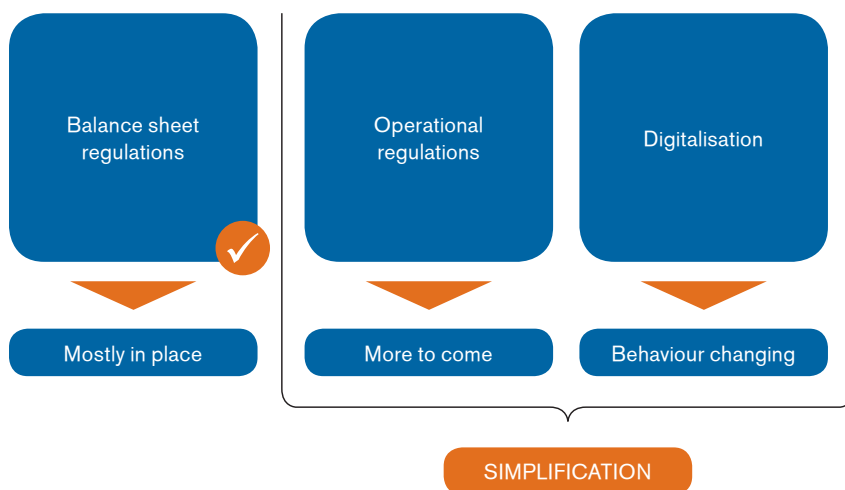 Balance sheet
regulations
Operational
regulations
Digitalisation
Mostly in place
More to come
Behaviour changing
SIMPLIFICATION